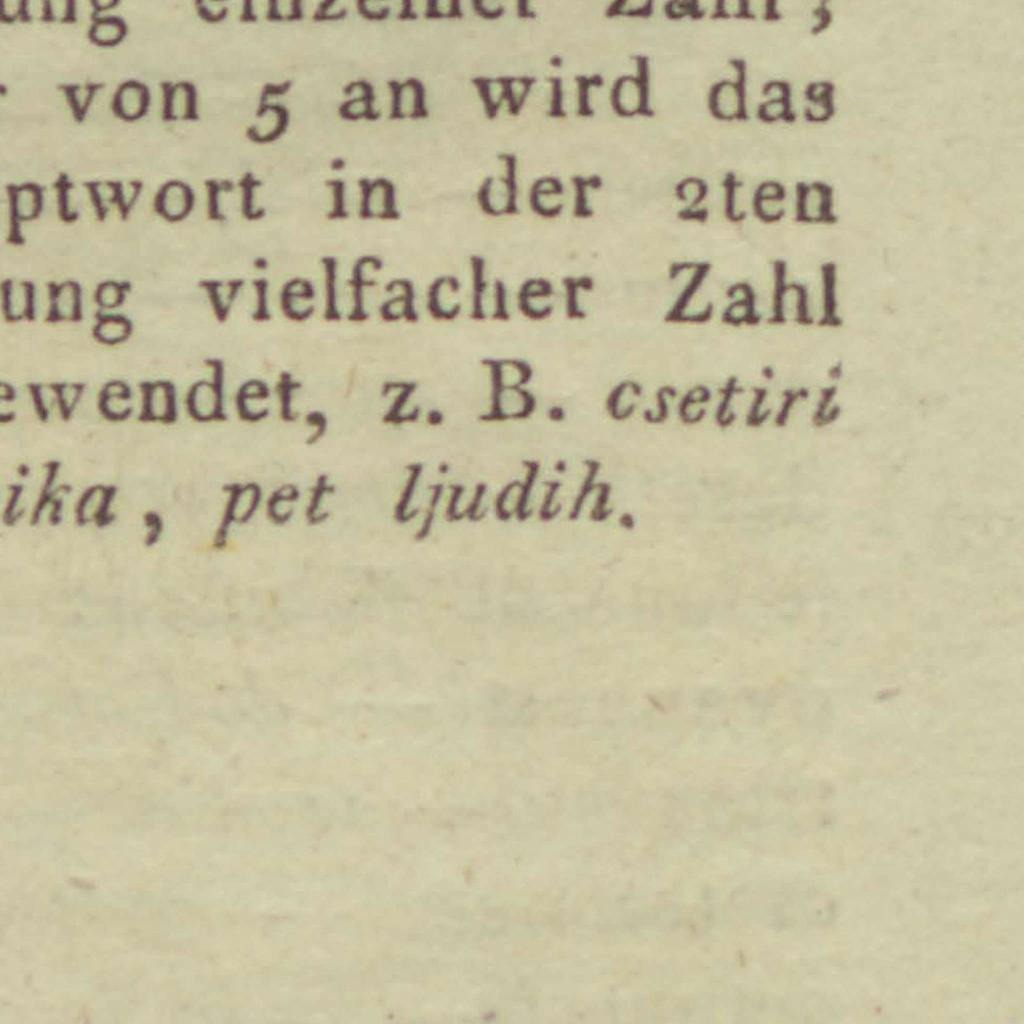 ung einzelner Zahl;
r von 5 an wird das
ptwort in der 2ten
ung vielfacher Zahl
ewendet, z. B. csetiri
ika, pet ljudih.